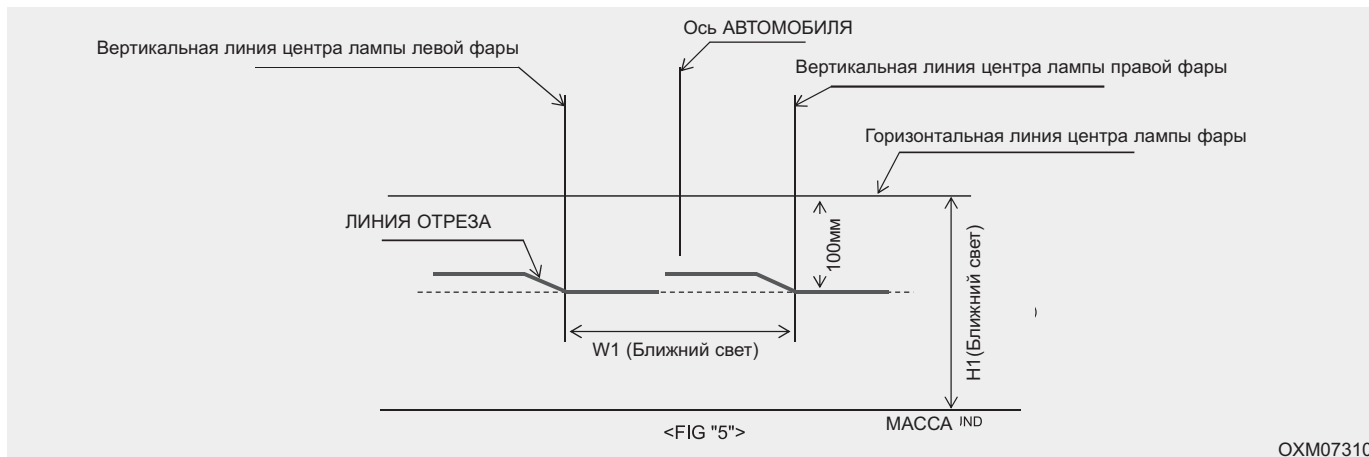 Ось АВТОМОБИЛЯ
Вертикальная линия центра лампы левой фары
Вертикальная линия центра лампы правой фары
Горизонтальная линия центра лампы фары
ЛИНИЯ ОТРЕЗА
100мм
H1(Ближний свет)
W1 (Ближний свет)
МАССА
<FIG "5">
OXM07310